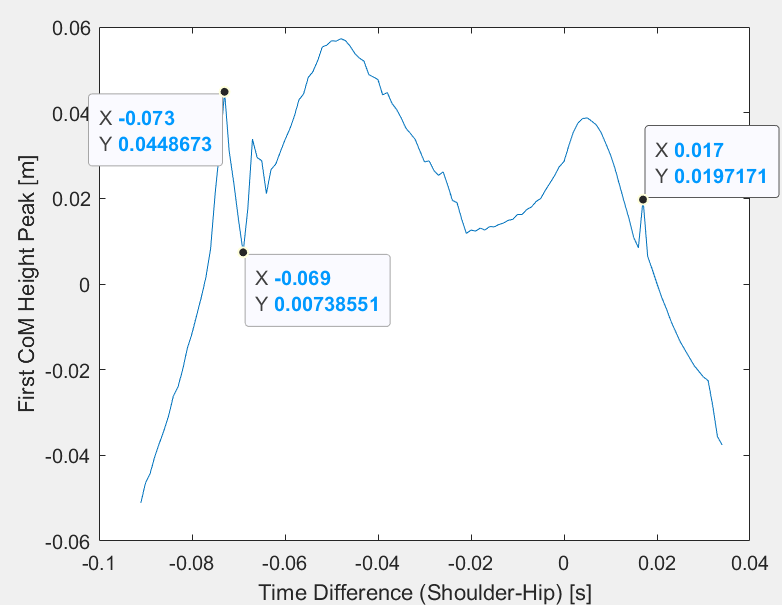 0.06
0.04
0.02
0
-0.02
-0.04
-0.06
First CoM Height Peak [m]
X -0.073
Y 0.0448673
X -0.069
Y 0.00738551
X 0.017
Y 0.0197171
-0.1 -0.08 -0.06 -0.04 -0.02 0 0.02 0.04
Time Difference (Shoulder-Hip) [s]